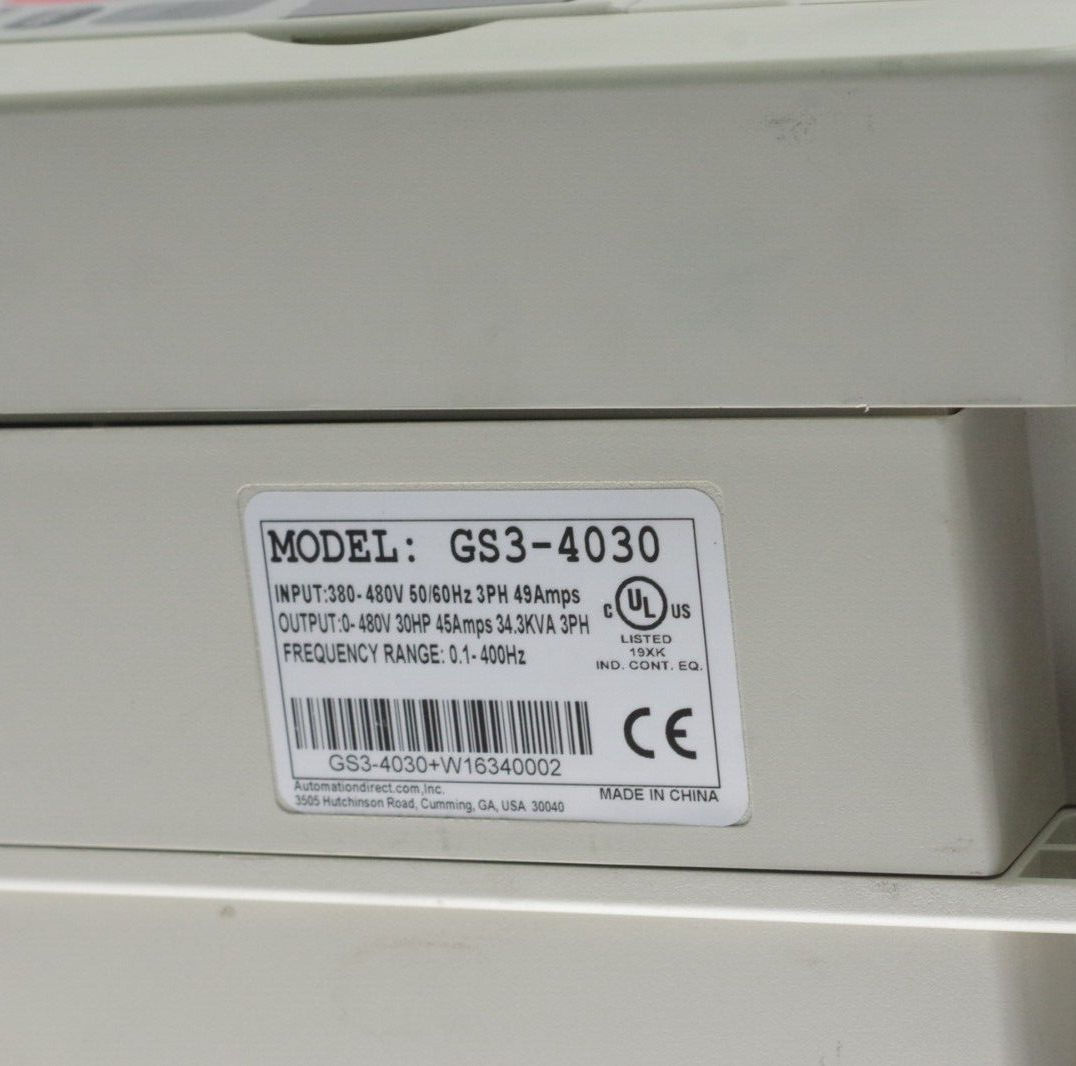 MODEL: GS3-4030
INPUT:380-480V 50/60Hz 3PH 49Amps
OUTPUT:0-480V 30HP 45Amps 34.3KVA 3PH
FREQUENCY RANGE: 0.1-400Hz
C UL US
LISTED
19XK
IND. CONT. EQ.
CE
GS3-4030+W16340002
Automationdirect.com,Inc.
3505 Hutchinson Road, Cumming, GA, USA 30040
MADE IN CHINA